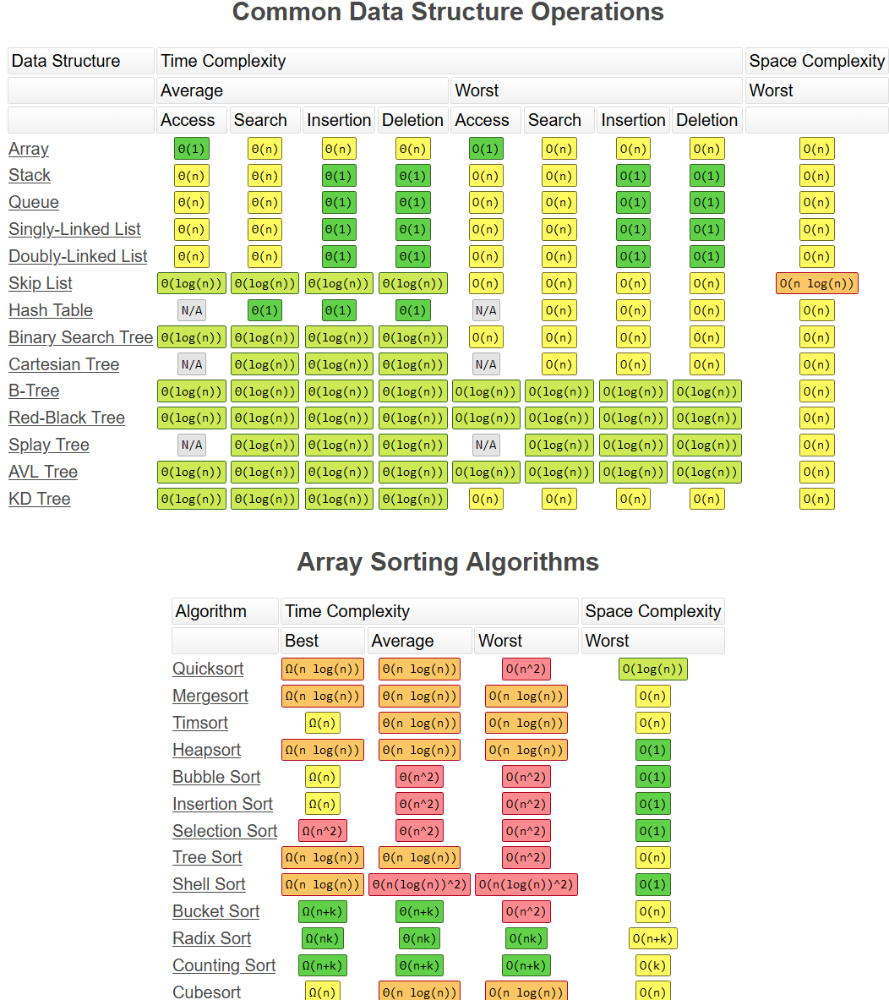 Common Data Structure Operations
Data Structure Time Complexity Space Complexity
Average Worst Worst
Access Search Insertion Deletion Access Search Insertion Deletion
Array Θ(1) Θ(n) Θ(n) Θ(n) O(1) O(n) O(n) O(n) O(n)
Stack Θ(n) Θ(n) Θ(1) Θ(1) O(n) O(n) O(1) O(1) O(n)
Queue Θ(n) Θ(n) Θ(1) Θ(1) O(n) O(n) O(1) O(1) O(n)
Singly-Linked List Θ(n) Θ(n) Θ(1) Θ(1) O(n) O(n) O(1) O(1) O(n)
Doubly-Linked List Θ(n) Θ(n) Θ(1) Θ(1) O(n) O(n) O(1) O(1) O(n)
Skip List Θ(log(n)) Θ(log(n)) Θ(log(n)) Θ(log(n)) O(n) O(n) O(n) O(n) O(n log(n))
Hash Table N/A Θ(1) Θ(1) Θ(1) N/A O(n) O(n) O(n) O(n)
Binary Search Tree Θ(log(n)) Θ(log(n)) Θ(log(n)) Θ(log(n)) O(n) O(n) O(n) O(n) O(n)
Cartesian Tree N/A Θ(log(n)) Θ(log(n)) Θ(log(n)) N/A O(n) O(n) O(n) O(n)
B-Tree Θ(log(n)) Θ(log(n)) Θ(log(n)) Θ(log(n)) O(log(n)) O(log(n)) O(log(n)) O(log(n)) O(n)
Red-Black Tree Θ(log(n)) Θ(log(n)) Θ(log(n)) Θ(log(n)) O(log(n)) O(log(n)) O(log(n)) O(log(n)) O(n)
Splay Tree N/A Θ(log(n)) Θ(log(n)) Θ(log(n)) N/A O(log(n)) O(log(n)) O(log(n)) O(n)
AVL Tree Θ(log(n)) Θ(log(n)) Θ(log(n)) Θ(log(n)) O(log(n)) O(log(n)) O(log(n)) O(log(n)) O(n)
KD Tree Θ(log(n)) Θ(log(n)) Θ(log(n)) Θ(log(n)) O(n) O(n) O(n) O(n) O(n)
Array Sorting Algorithms
Algorithm Time Complexity Space Complexity
Best Average Worst Worst
Quicksort Ω(n log(n)) Θ(n log(n)) O(n^2) O(log(n))
Mergesort Ω(n log(n)) Θ(n log(n)) O(n log(n)) O(n)
Timsort Ω(n) Θ(n log(n)) O(n log(n)) O(n)
Heapsort Ω(n log(n)) Θ(n log(n)) O(n log(n)) O(1)
Bubble Sort Ω(n) Θ(n^2) O(n^2) O(1)
Insertion Sort Ω(n) Θ(n^2) O(n^2) O(1)
Selection Sort Ω(n^2) Θ(n^2) O(n^2) O(1)
Tree Sort Ω(n log(n)) Θ(n log(n)) O(n^2) O(n)
Shell Sort Ω(n log(n)) Θ(n(log(n))^2) O(n(log(n))^2) O(1)
Bucket Sort Ω(n+k) Θ(n+k) O(n^2) O(n)
Radix Sort Ω(nk) Θ(nk) O(nk) O(n+k)
Counting Sort Ω(n+k) Θ(n+k) O(n+k) O(k)
Cubesort Ω(n) Θ(n log(n)) O(n log(n)) O(n)